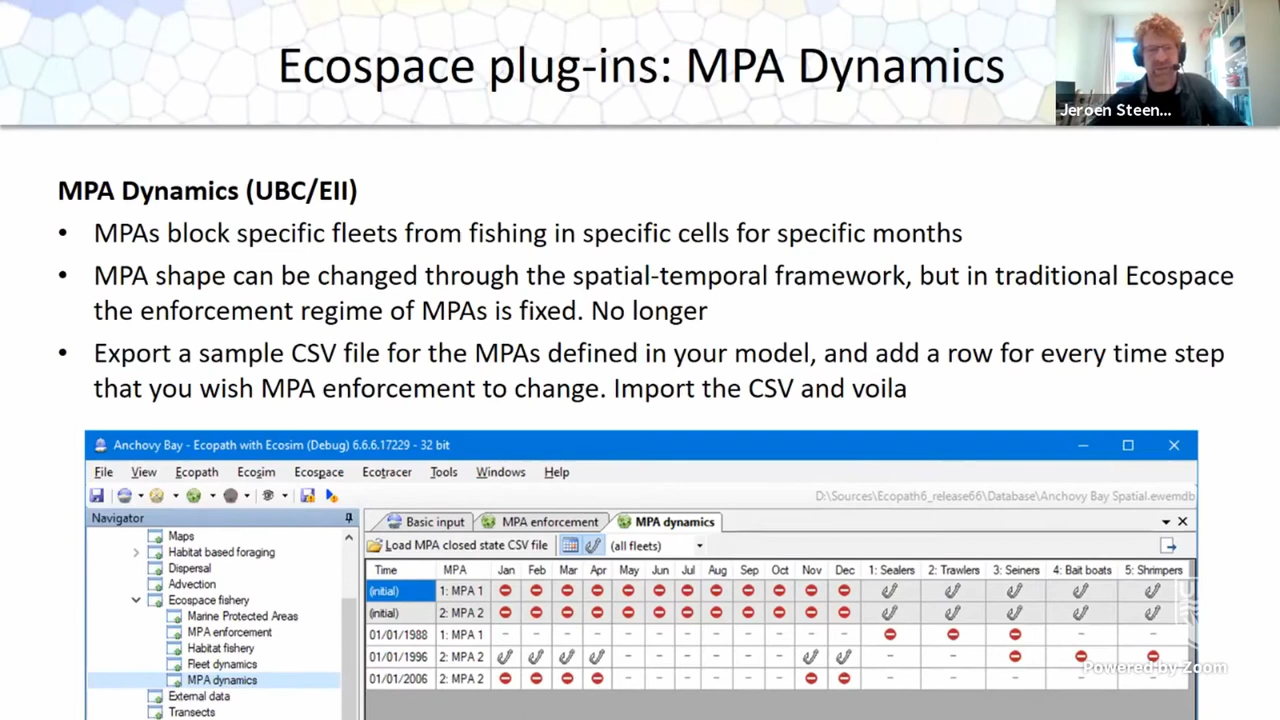 Ecospace plug-ins: MPA Dynamics
Jeroen Steen...
MPA Dynamics (UBC/EII)
• MPAs block specific fleets from fishing in specific cells for specific months
• MPA shape can be changed through the spatial-temporal framework, but in traditional Ecospace
the enforcement regime of MPAs is fixed. No longer
• Export a sample CSV file for the MPAs defined in your model, and add a row for every time step
that you wish MPA enforcement to change. Import the CSV and voila
Anchovy Bay - Ecopath with Ecosim (Debug) 6.6.6.17229 - 32 bit
File View Ecopath Ecosim Ecospace Ecotracer Tools Windows Help
D:\Sources\Ecopath6_release66\Database\Anchovy Bay Spatial.ewemdb
Navigator
Maps
Habitat based foraging
Dispersal
Advection
Ecospace fishery
Marine Protected Areas
MPA enforcement
Habitat fishery
Fleet dynamics
MPA dynamics
External data
Transects
Basic input MPA enforcement MPA dynamics
Load MPA closed state CSV file (all fleets)
Time MPA Jan Feb Mar Apr May Jun Jul Aug Sep Oct Nov Dec 1: Sealers 2: Trawlers 3: Seiners 4: Bait boats 5: Shrimpers
(initial) 1: MPA 1
(initial) 2: MPA 2
01/01/1988 1: MPA 1 - - - - - - - - - - - - - -
01/01/1996 2: MPA 2 - - - - - - - -
01/01/2006 2: MPA 2 - - - - - - - - - - -
Powered by Zoom